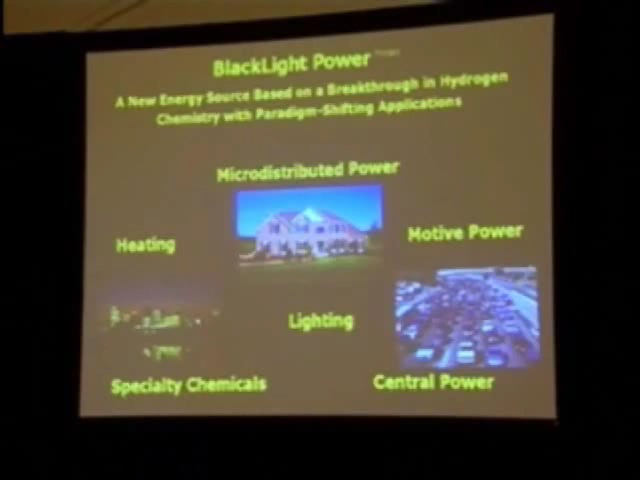 BlackLight Power
A New Energy Source Based on a Breakthrough in Hydrogen
Chemistry with Paradigm-Shifting Applications
Microdistributed Power
Heating
Motive Power
Lighting
Specialty Chemicals
Central Power